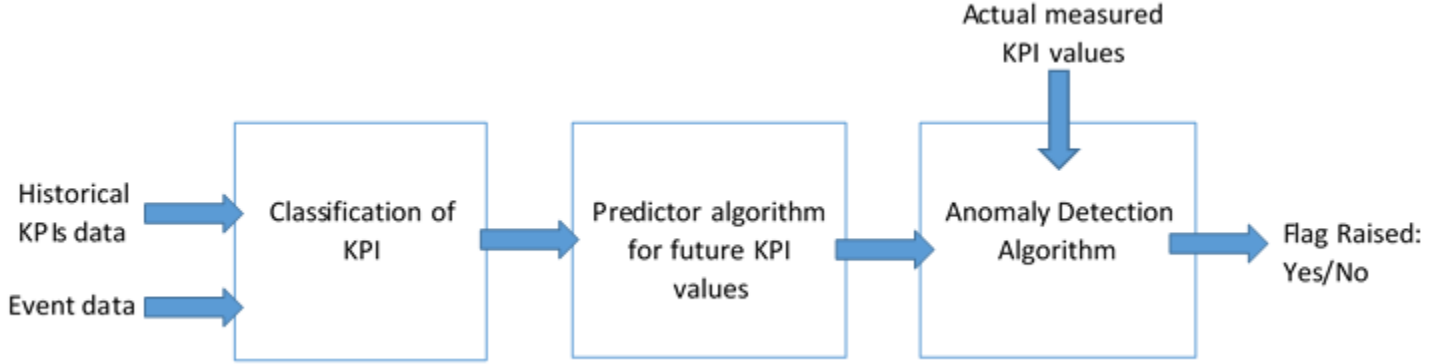 Actual measured
KPI values
Historical
KPIs data
Event data
Classification of
KPI
Predictor algorithm
for future KPI
values
Anomaly Detection
Algorithm
Flag Raised:
Yes/No